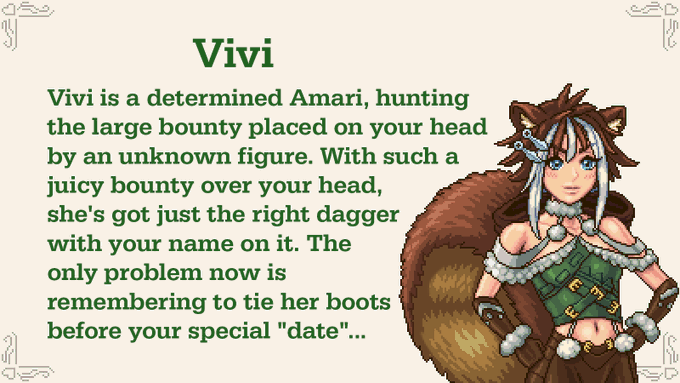 Vivi
Vivi is a determined Amari, hunting
the large bounty placed on your head
by an unknown figure. With such a
juicy bounty over your head,
she's got just the right dagger
with your name on it. The
only problem now is
remembering to tie her boots
before your special "date"...